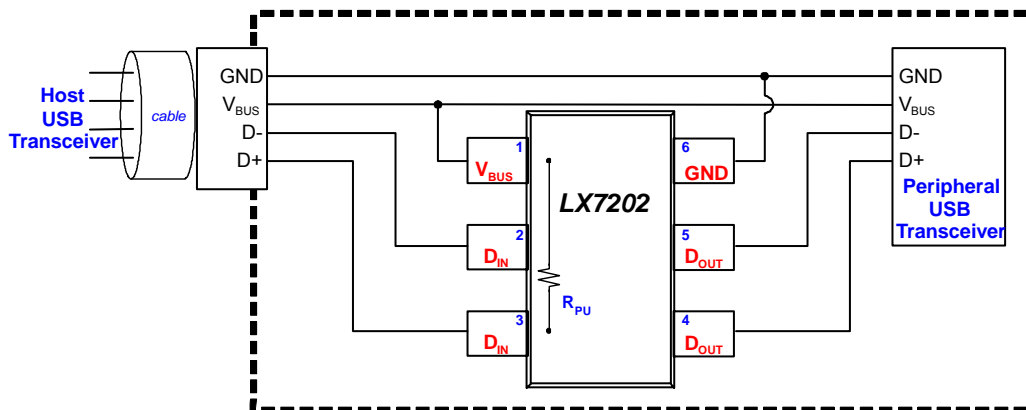 Host
USB
Transceiver
cable
GND
VBUS
D-
D+
1
VBUS
2
DIN
3
DIN
LX7202
RPU
6
GND
5
DOUT
4
DOUT
GND
VBUS
D-
D+
Peripheral
USB
Transceiver